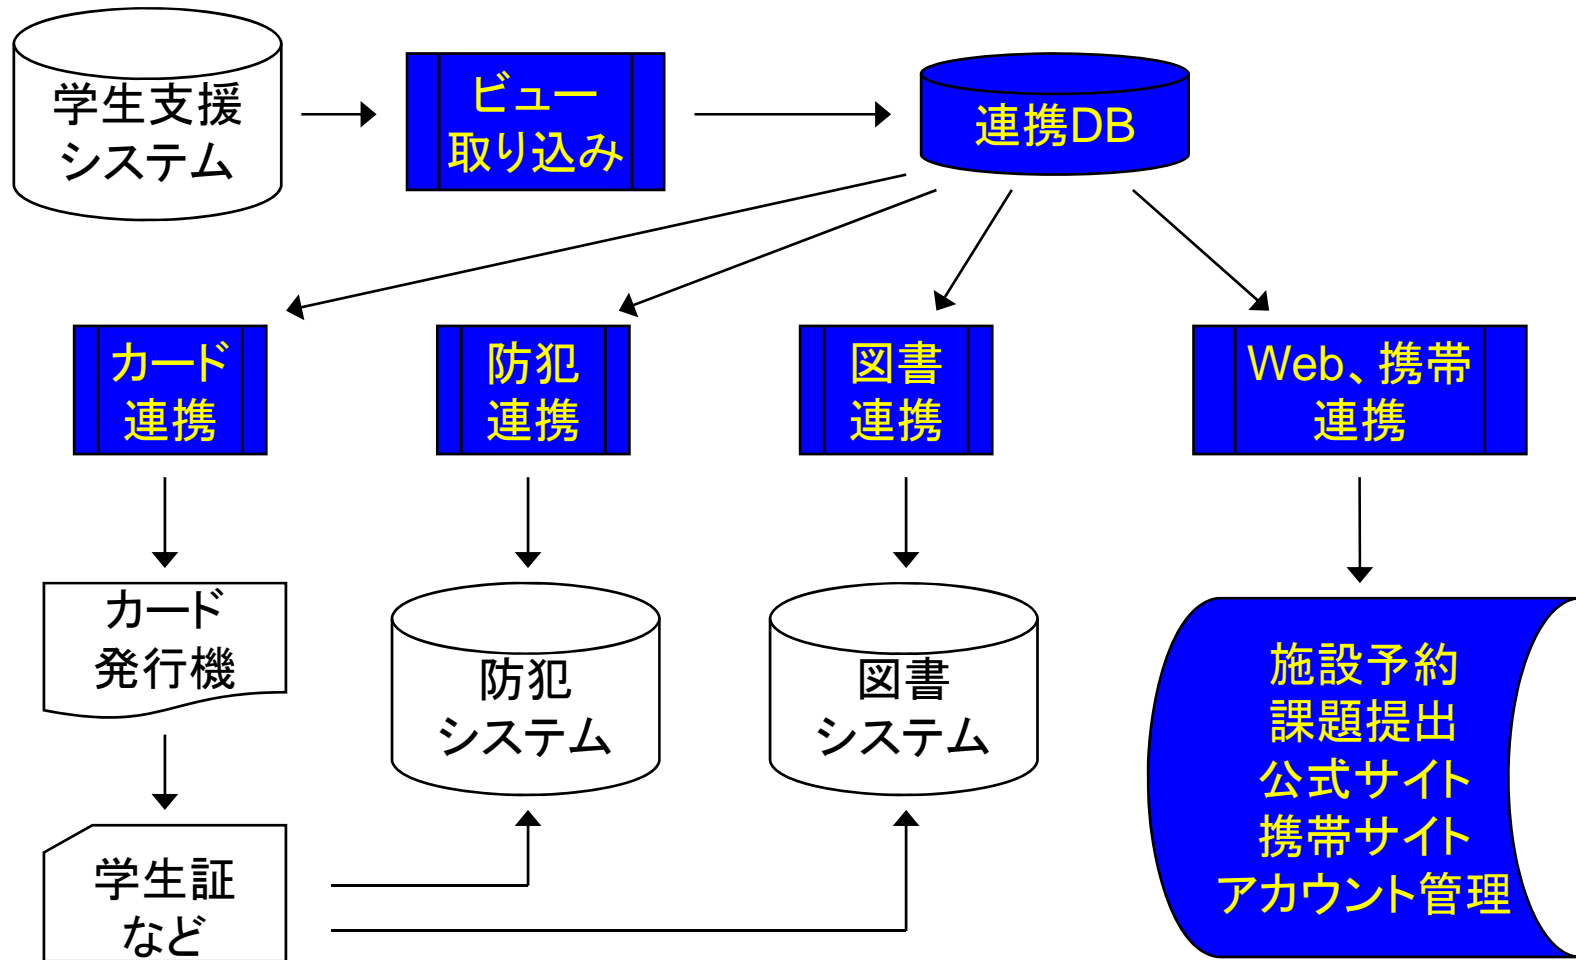 学生支援
システム
ビュー
取り込み
連携DB
カード
連携
防犯
連携
図書
連携
Web、携帯
連携
カード
発行機
防犯
システム
図書
システム
施設予約
課題提出
公式サイト
携帯サイト
アカウント管理
学生証
など